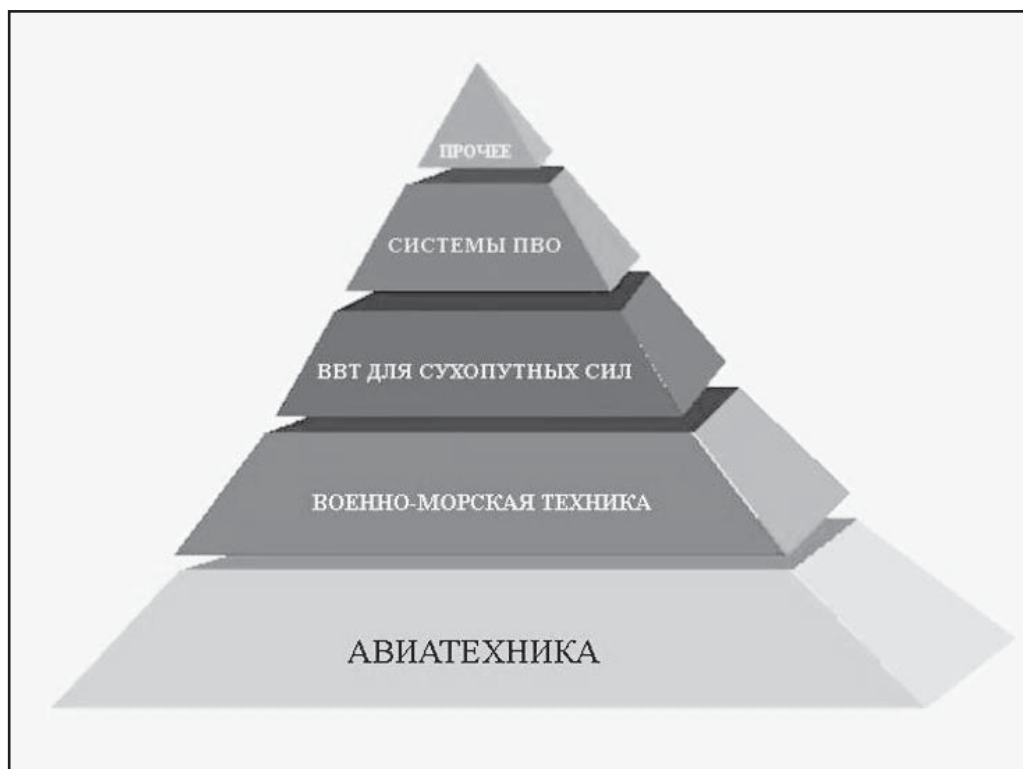 ПРОЧЕЕ
СИСТЕМЫ ПВО
ВВТ ДЛЯ СУХОПУТНЫХ СИЛ
ВОЕННО-МОРСКАЯ ТЕХНИКА
АВИАТЕХНИКА